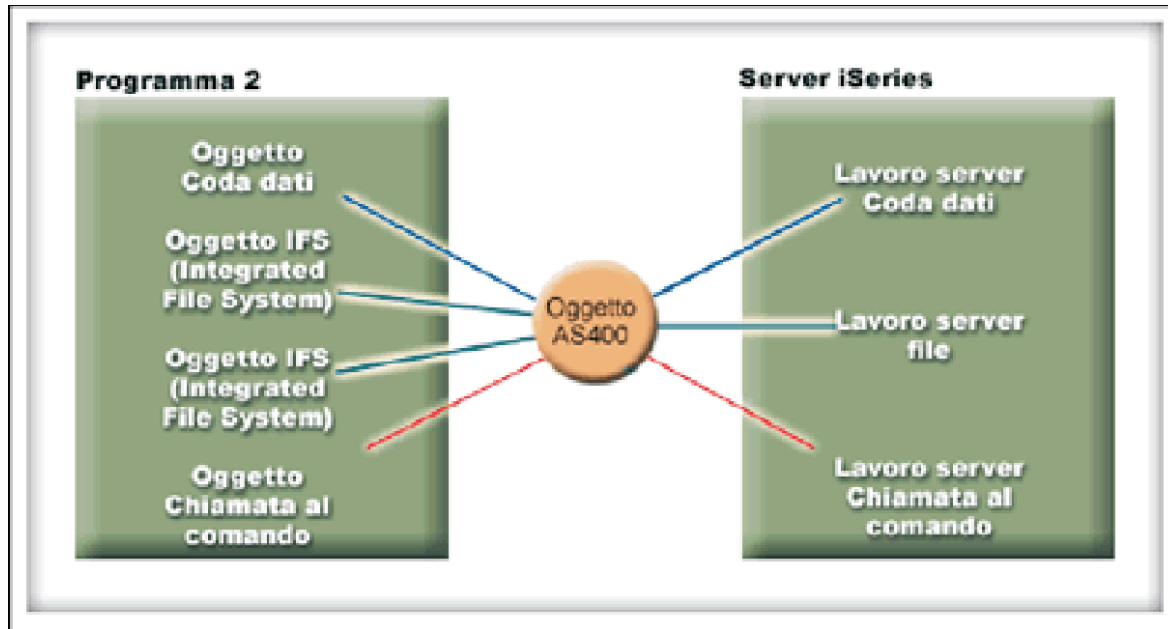 Programma 2
Oggetto
Coda dati
Oggetto IFS
(Integrated
File System)
Oggetto IFS
(Integrated
File System)
Oggetto
Chiamata al
comando
Oggetto
AS400
Server iSeries
Lavoro server
Coda dati
Lavoro server
file
Lavoro server
Chiamata al
comando